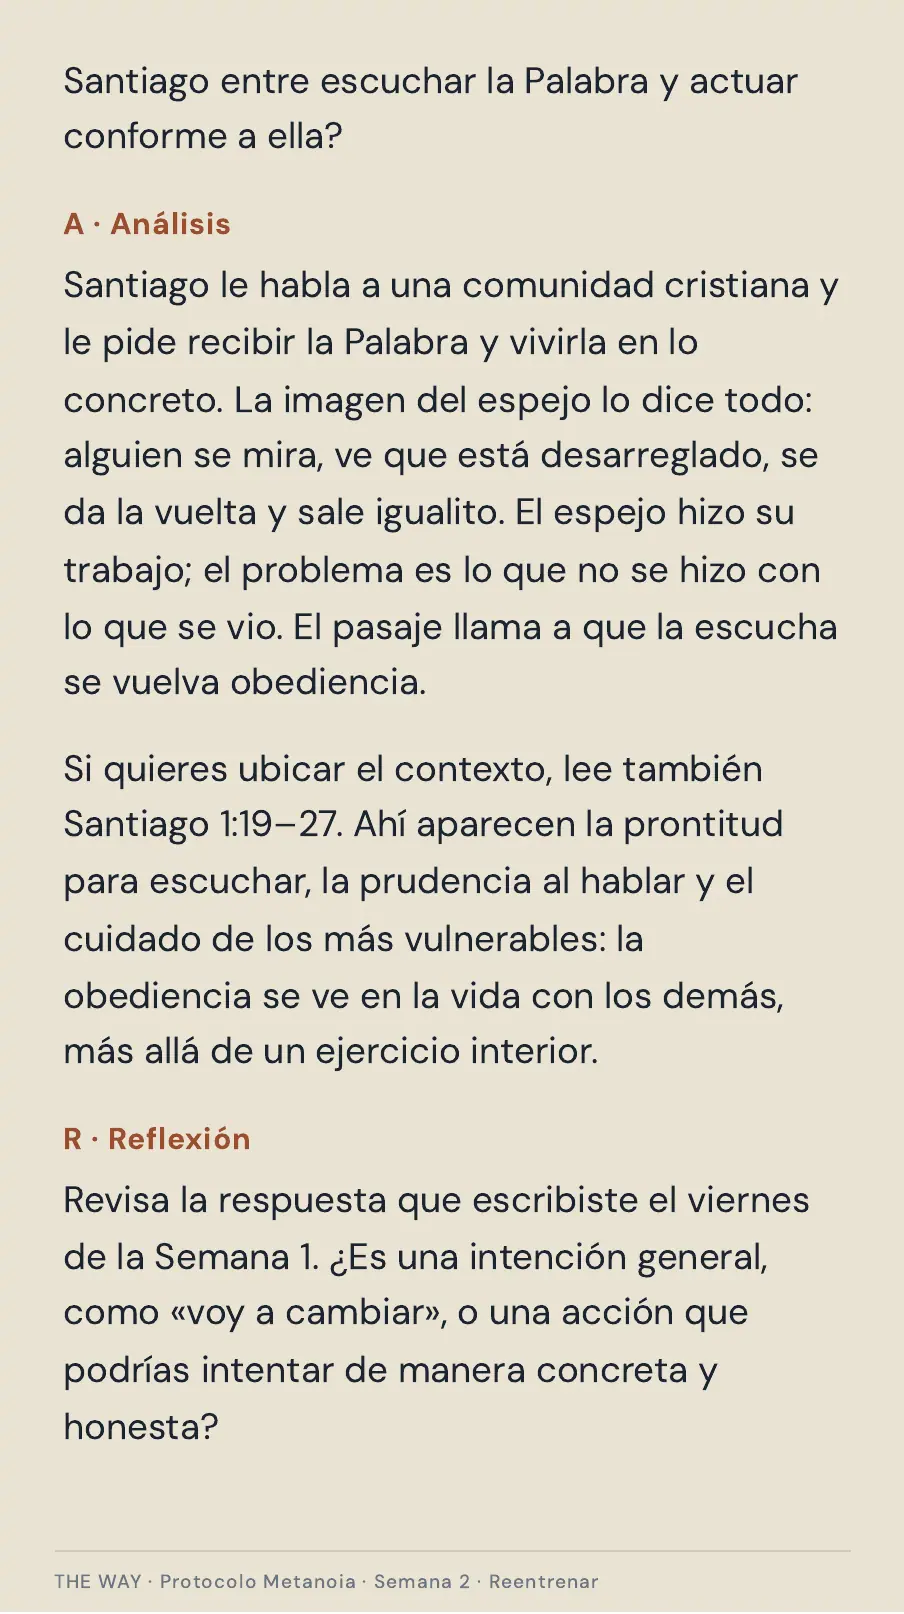 Santiago entre escuchar la Palabra y actuar
conforme a ella?
A · Análisis
Santiago le habla a una comunidad cristiana y
le pide recibir la Palabra y vivirla en lo
concreto. La imagen del espejo lo dice todo:
alguien se mira, ve que está desarreglado, se
da la vuelta y sale igualito. El espejo hizo su
trabajo; el problema es lo que no se hizo con
lo que se vio. El pasaje llama a que la escucha
se vuelva obediencia.
Si quieres ubicar el contexto, lee también
Santiago 1:19–27. Ahí aparecen la prontitud
para escuchar, la prudencia al hablar y el
cuidado de los más vulnerables: la
obediencia se ve en la vida con los demás,
más allá de un ejercicio interior.
R · Reflexión
Revisa la respuesta que escribiste el viernes
de la Semana 1. ¿Es una intención general,
como «voy a cambiar», o una acción que
podrías intentar de manera concreta y
honesta?
THE WAY · Protocolo Metanoia · Semana 2 · Reentrenar